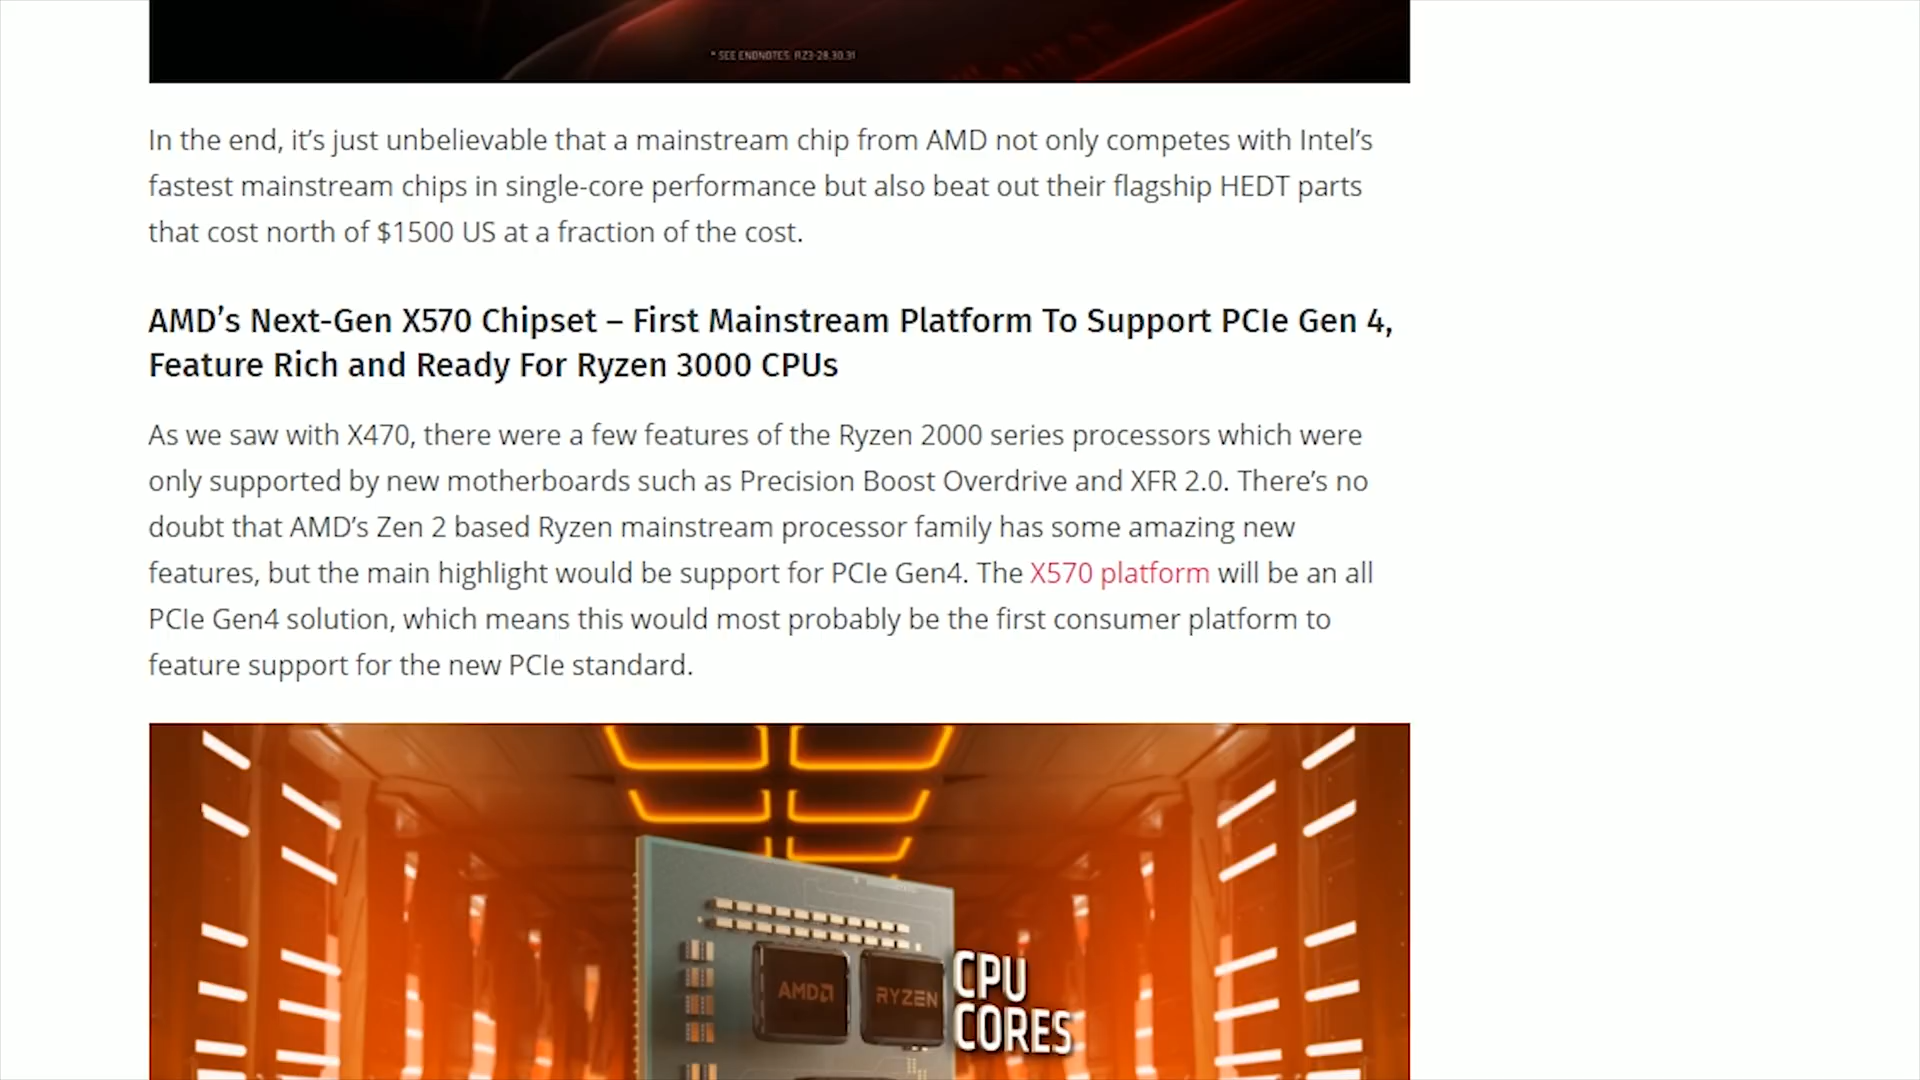 * SEE ENDNOTES: RZ3-28,30,31
In the end, it’s just unbelievable that a mainstream chip from AMD not only competes with Intel’s
fastest mainstream chips in single-core performance but also beat out their flagship HEDT parts
that cost north of $1500 US at a fraction of the cost.
AMD’s Next-Gen X570 Chipset – First Mainstream Platform To Support PCIe Gen 4,
Feature Rich and Ready For Ryzen 3000 CPUs
As we saw with X470, there were a few features of the Ryzen 2000 series processors which were
only supported by new motherboards such as Precision Boost Overdrive and XFR 2.0. There’s no
doubt that AMD’s Zen 2 based Ryzen mainstream processor family has some amazing new
features, but the main highlight would be support for PCIe Gen4. The X570 platform will be an all
PCIe Gen4 solution, which means this would most probably be the first consumer platform to
feature support for the new PCIe standard.
AMD RYZEN
CPU
CORES